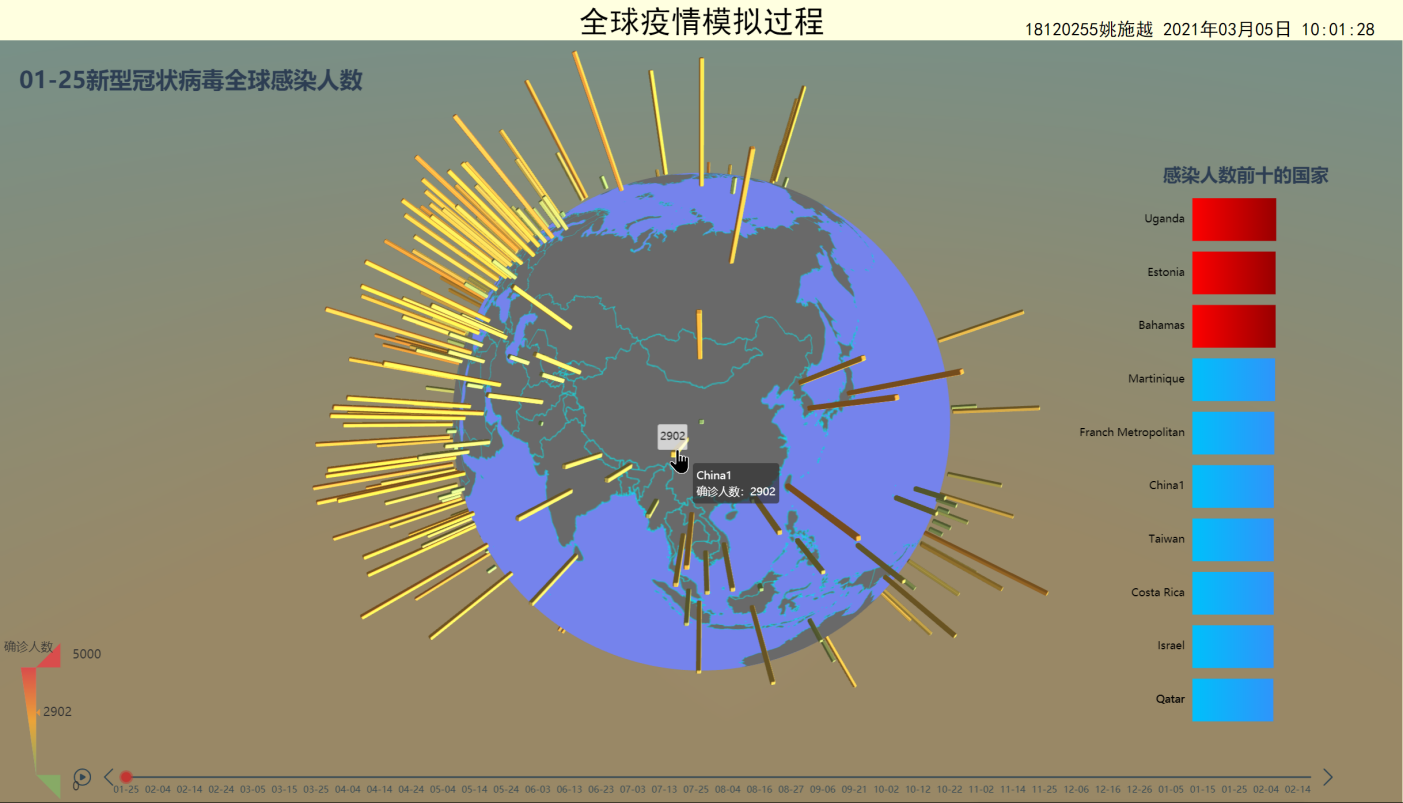 全球疫情模拟过程
18120255姚施越 2021年03月05日 10:01:28
01-25新型冠状病毒全球感染人数
感染人数前十的国家
Uganda
Estonia
Bahamas
Martinique
Franch Metropolitan
China1
Taiwan
Costa Rica
Israel
Qatar
2902
China1
确诊人数: 2902
确诊人数
5000
2902
0
01-25 02-04 02-14 02-24 03-05 03-15 03-25 04-04 04-14 04-24 05-04 05-14 05-24 06-03 06-13 06-23 07-03 07-13 07-25 08-04 08-16 08-27 09-06 09-21 10-02 10-12 10-22 11-02 11-14 11-25 12-06 12-16 12-26 01-05 01-15 01-25 02-04 02-14